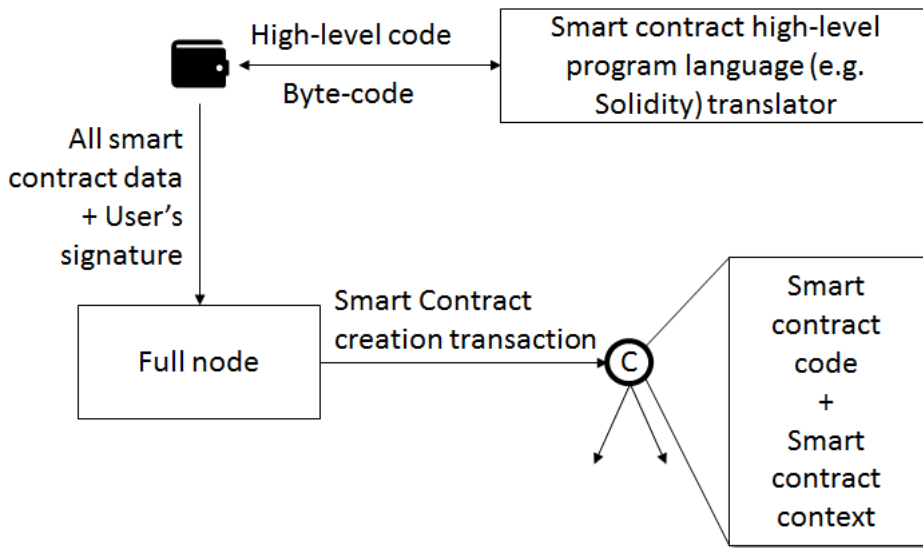 High-level code
Byte-code
Smart contract high-level
program language (e.g.
Solidity) translator
All smart
contract data
+ User’s
signature
Full node
Smart Contract
creation transaction
C
Smart
contract
code
+
Smart
contract
context